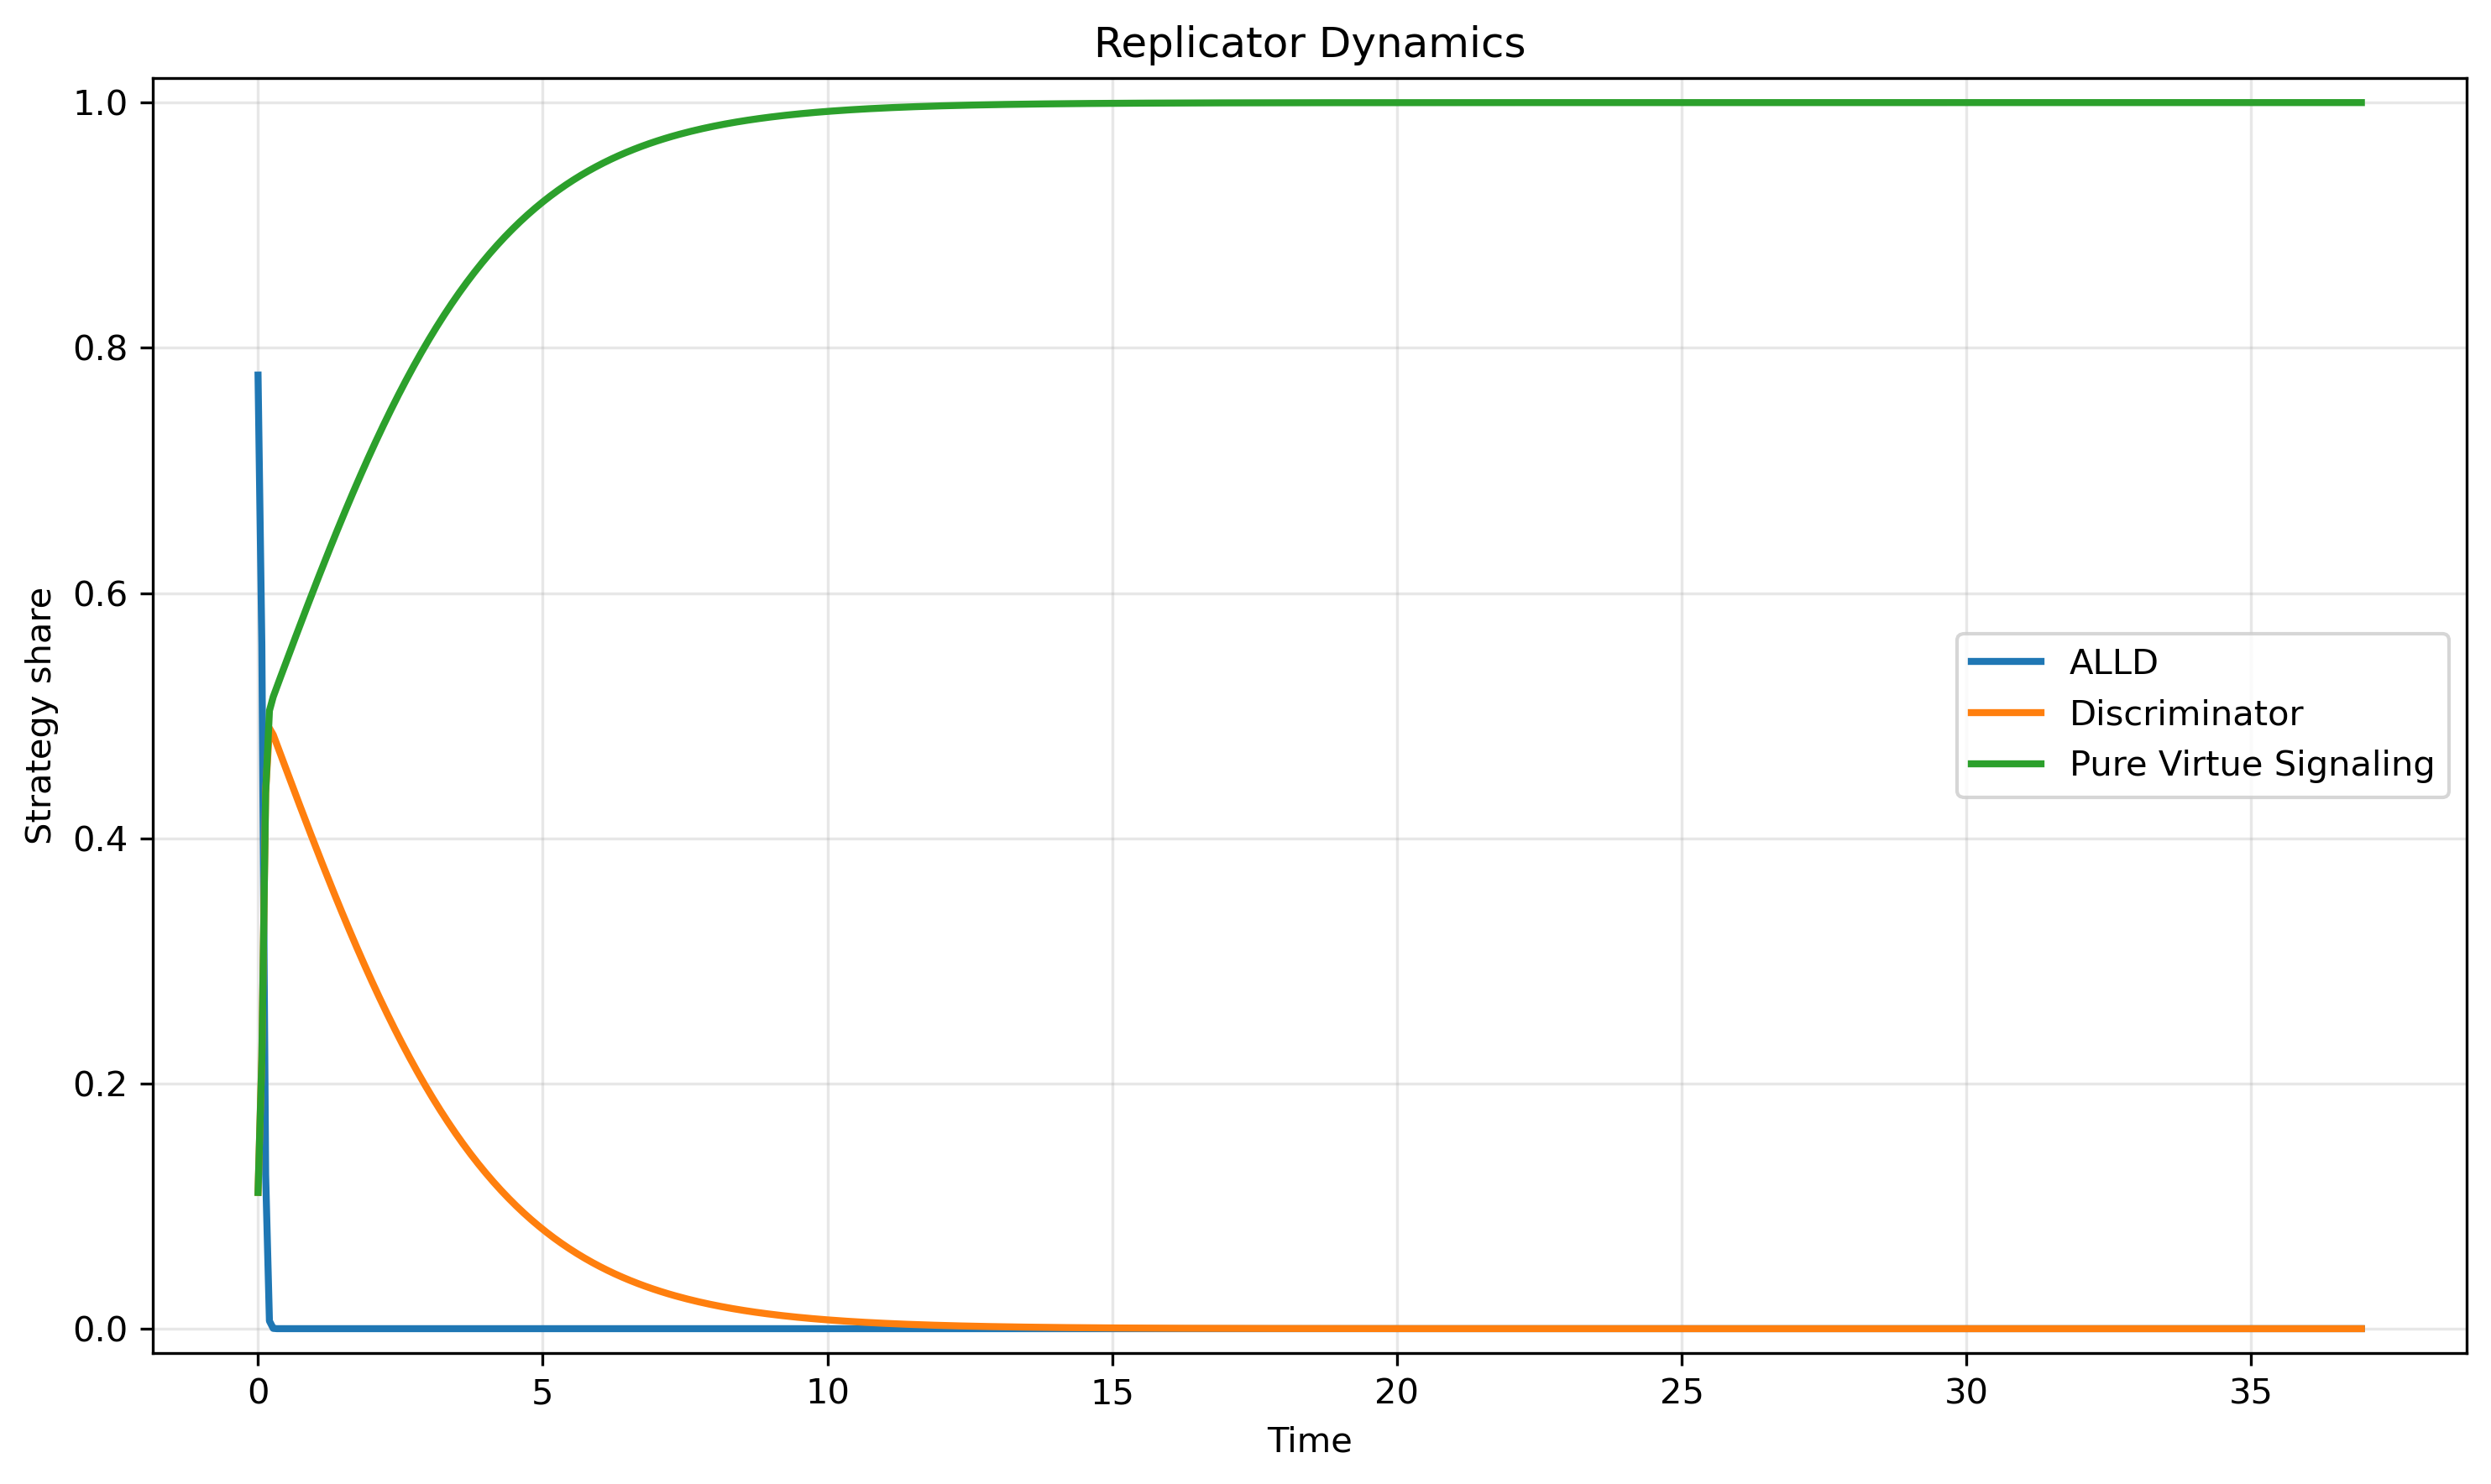 Replicator Dynamics
Strategy share
1.0
0.8
0.6
0.4
0.2
0.0
ALLD
Discriminator
Pure Virtue Signaling
0 5 10 15 20 25 30 35
Time